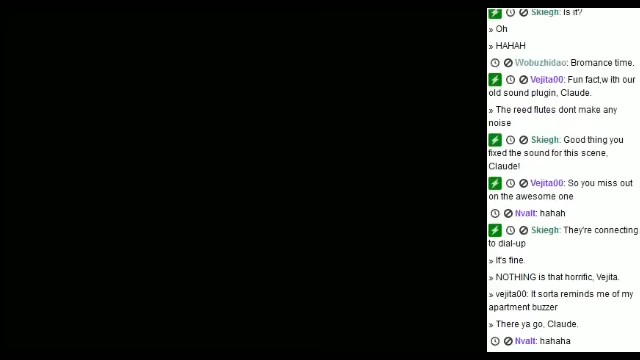 Skiegh: Is it?
» Oh
» HAHAH
Wobuzhidao: Bromance time.
Vejita00: Fun fact,with our
old sound plugin, Claude.
» The reed flutes dont make any
noise
Skiegh: Good thing you
fixed the sound for this scene,
Claude!
Vejita00: So you miss out
on the awesome one
Nvalt: hahah
Skiegh: They're connecting
to dial-up
» It's fine.
» NOTHING is that horrific, Vejita.
» vejita00: It sorta reminds me of my
apartment buzzer
» There ya go, Claude.
Nvalt: hahaha